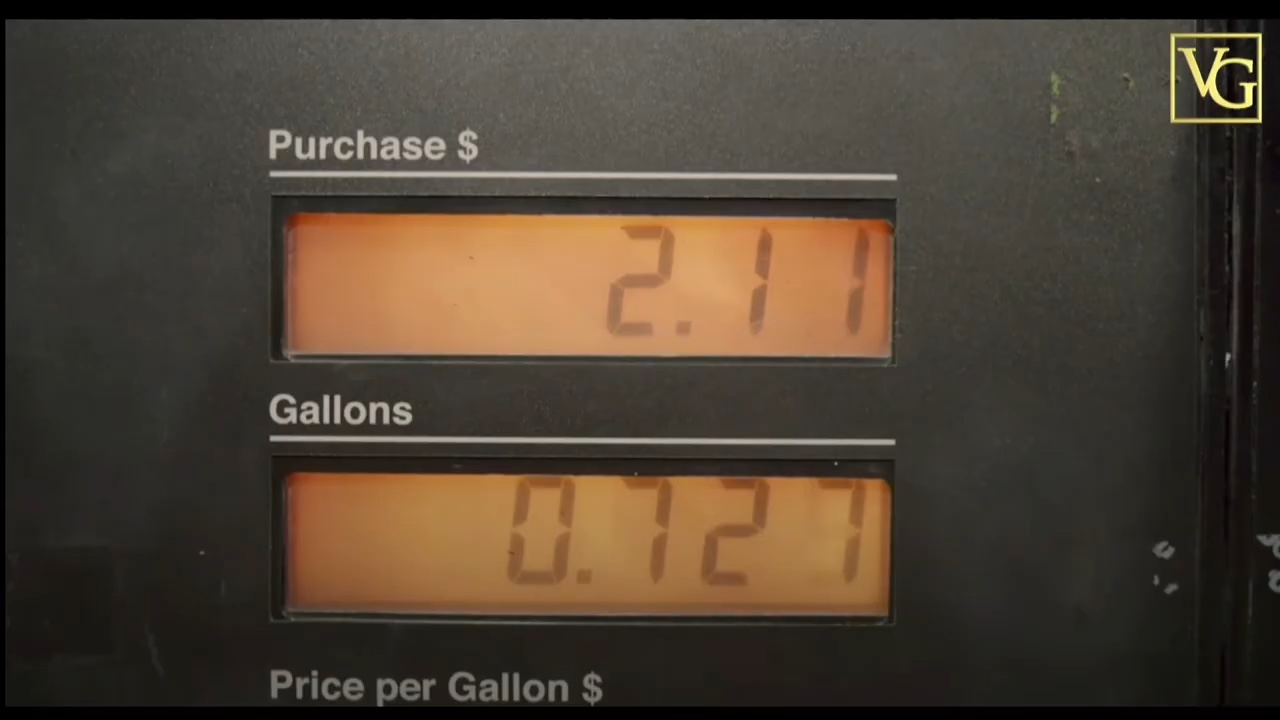 VG
Purchase $
2.11
Gallons
0.727
Price per Gallon $